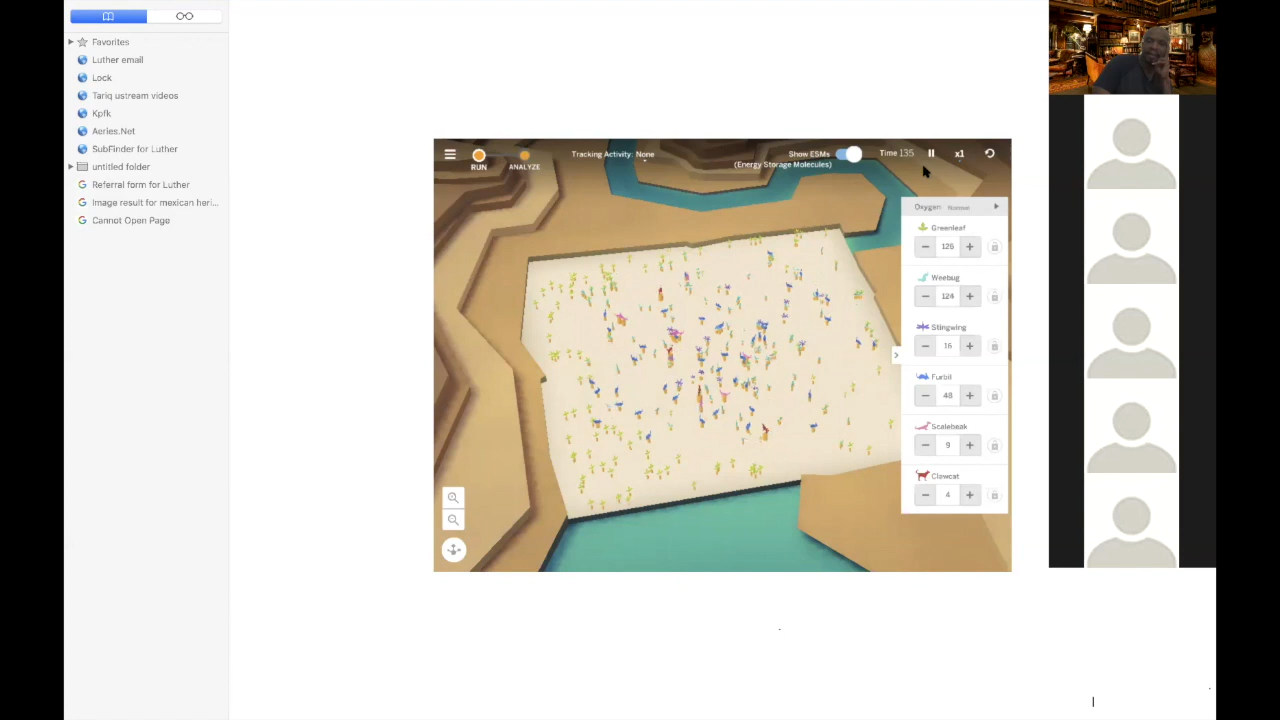 Favorites
Luther email
Lock
Tariq ustream videos
Kpfk
Aeries.Net
SubFinder for Luther
untitled folder
Referral form for Luther
Image result for mexican heri...
Cannot Open Page
RUN
ANALYZE
Tracking Activity: None
Show ESMs
(Energy Storage Molecules)
Time 135
x1
Oxygen Normal
Greenleaf
126
Weebug
124
Stingwing
16
Furbil
48
Scalebeak
9
Clawcat
4